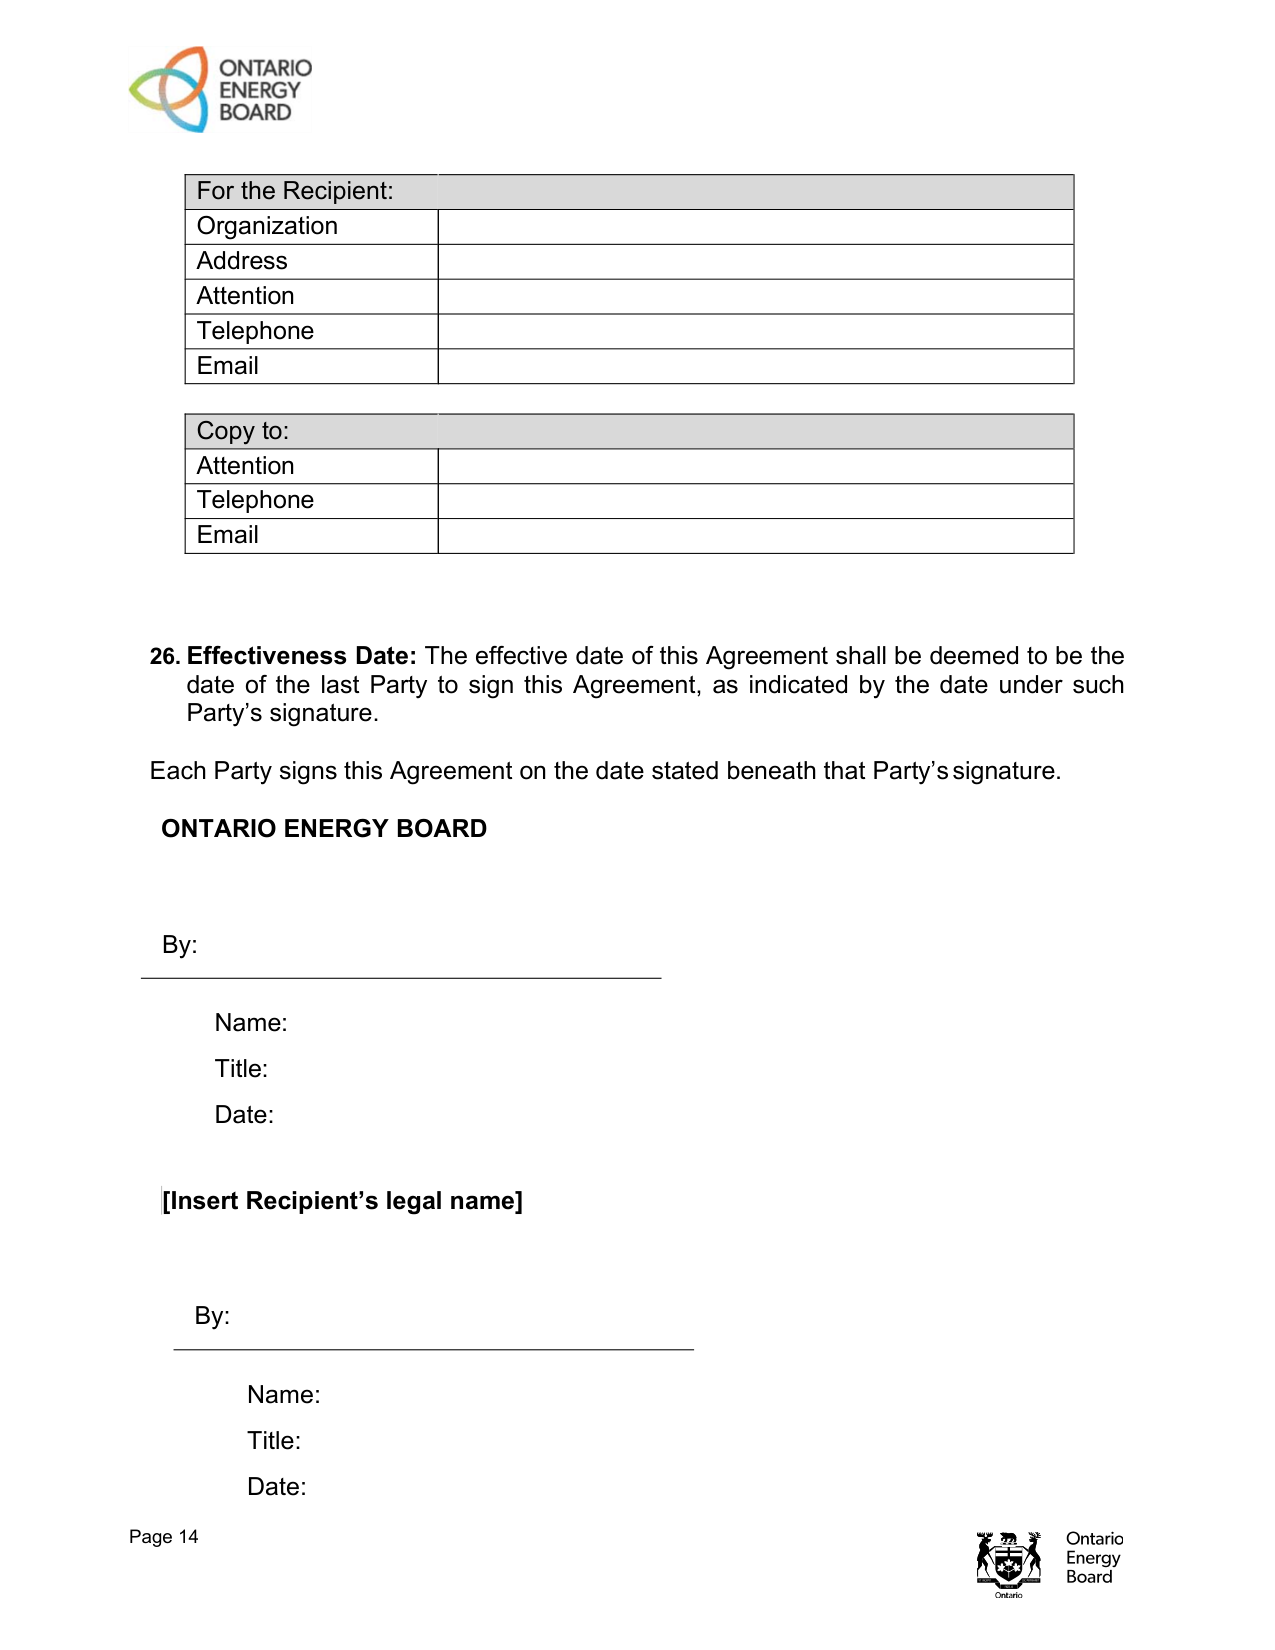 ONTARIO
ENERGY
BOARD
For the Recipient:
Organization
Address
Attention
Telephone
Email
Copy to:
Attention
Telephone
Email
26. Effectiveness Date: The effective date of this Agreement shall be deemed to be the
date of the last Party to sign this Agreement, as indicated by the date under such
Party’s signature.
Each Party signs this Agreement on the date stated beneath that Party’s signature.
ONTARIO ENERGY BOARD
By:
Name:
Title:
Date:
[Insert Recipient’s legal name]
By:
Name:
Title:
Date:
Page 14
Ontario
Energy
Board
Ontario